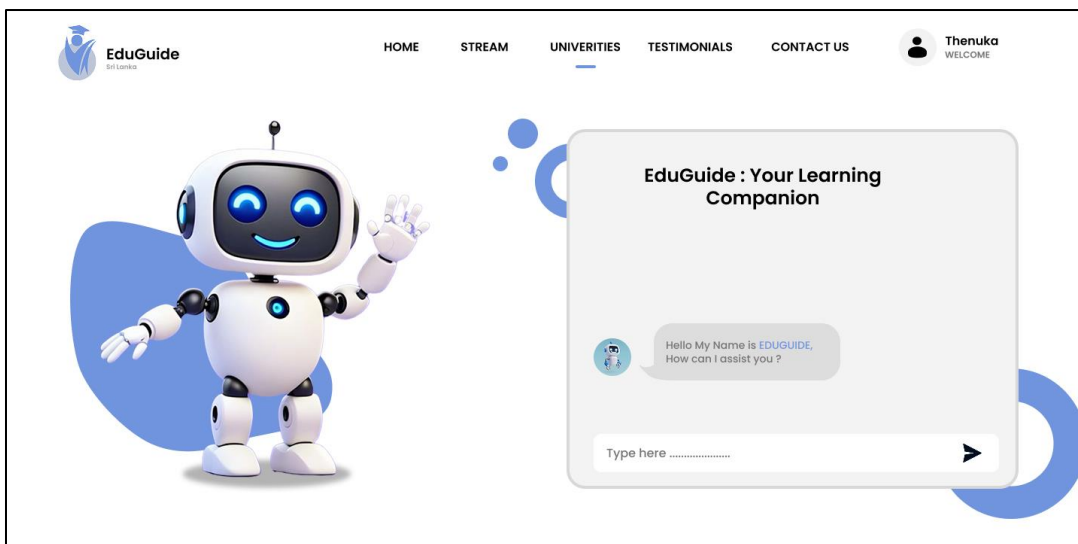 EduGuide
Sri Lanka
HOME
STREAM
UNIVERITIES
TESTIMONIALS
CONTACT US
Thenuka
WELCOME
EduGuide : Your Learning
Companion
Hello My Name is EDUGUIDE,
How can I assist you ?
Type here .....................